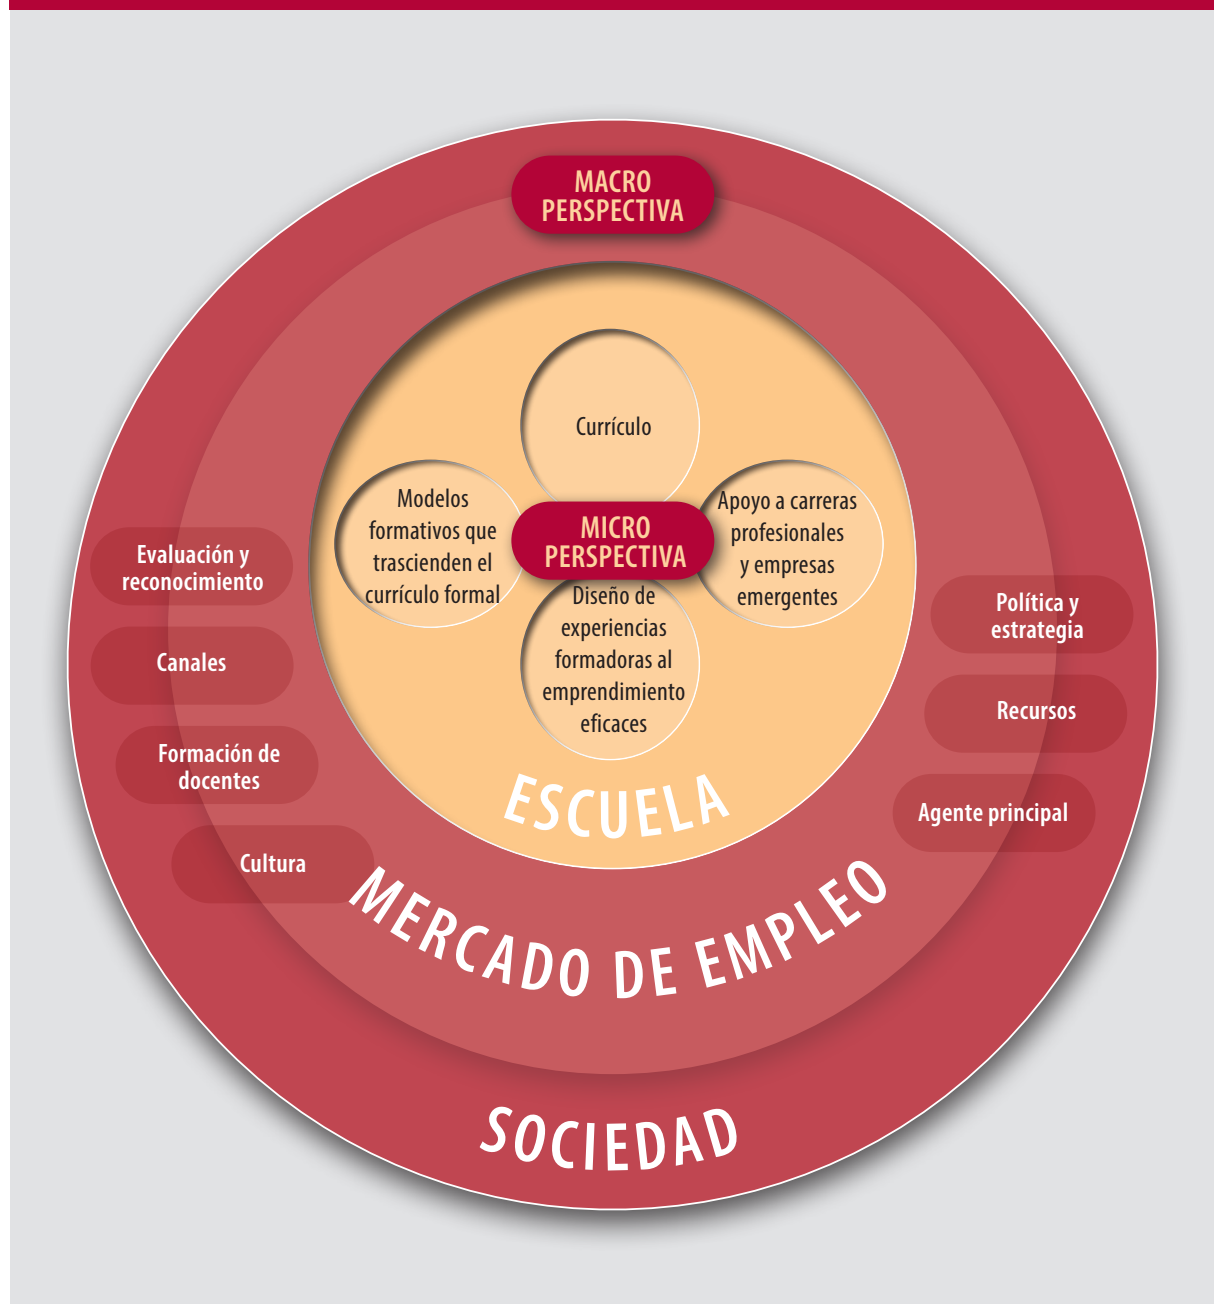 MACRO
PERSPECTIVA
Currículo
Modelos
formativos que
trascienden el
currículo formal
MICRO
PERSPECTIVA
Apoyo a carreras
profesionales
y empresas
emergentes
Diseño de
experiencias
formadoras al
emprendimiento
eficaces
Evaluación y
reconocimiento
Canales
Formación de
docentes
Cultura
Política y
estrategia
Recursos
Agente principal
ESCUELA
MERCADO DE EMPLEO
SOCIEDAD